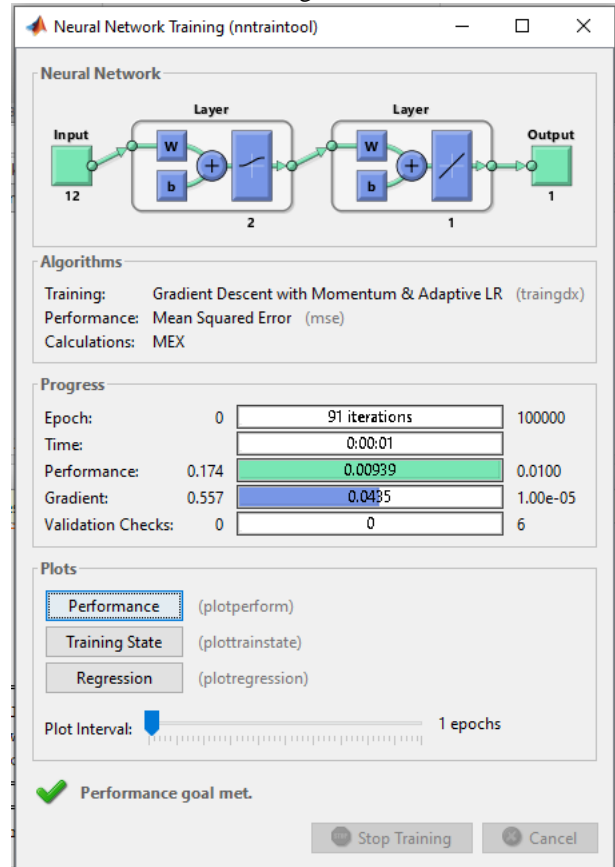 Neural Network Training (nntraintool)
Neural Network
Layer Layer
Input Output
W W
b b
12 1
2 1
Algorithms
Training: Gradient Descent with Momentum & Adaptive LR (traingdx)
Performance: Mean Squared Error (mse)
Calculations: MEX
Progress
Epoch: 0 91 iterations 100000
Time: 0:00:01
Performance: 0.174 0.00939 0.0100
Gradient: 0.557 0.0435 1.00e-05
Validation Checks: 0 0 6
Plots
Performance (plotperform)
Training State (plottrainstate)
Regression (plotregression)
Plot Interval: 1 epochs
Performance goal met.
Stop Training Cancel